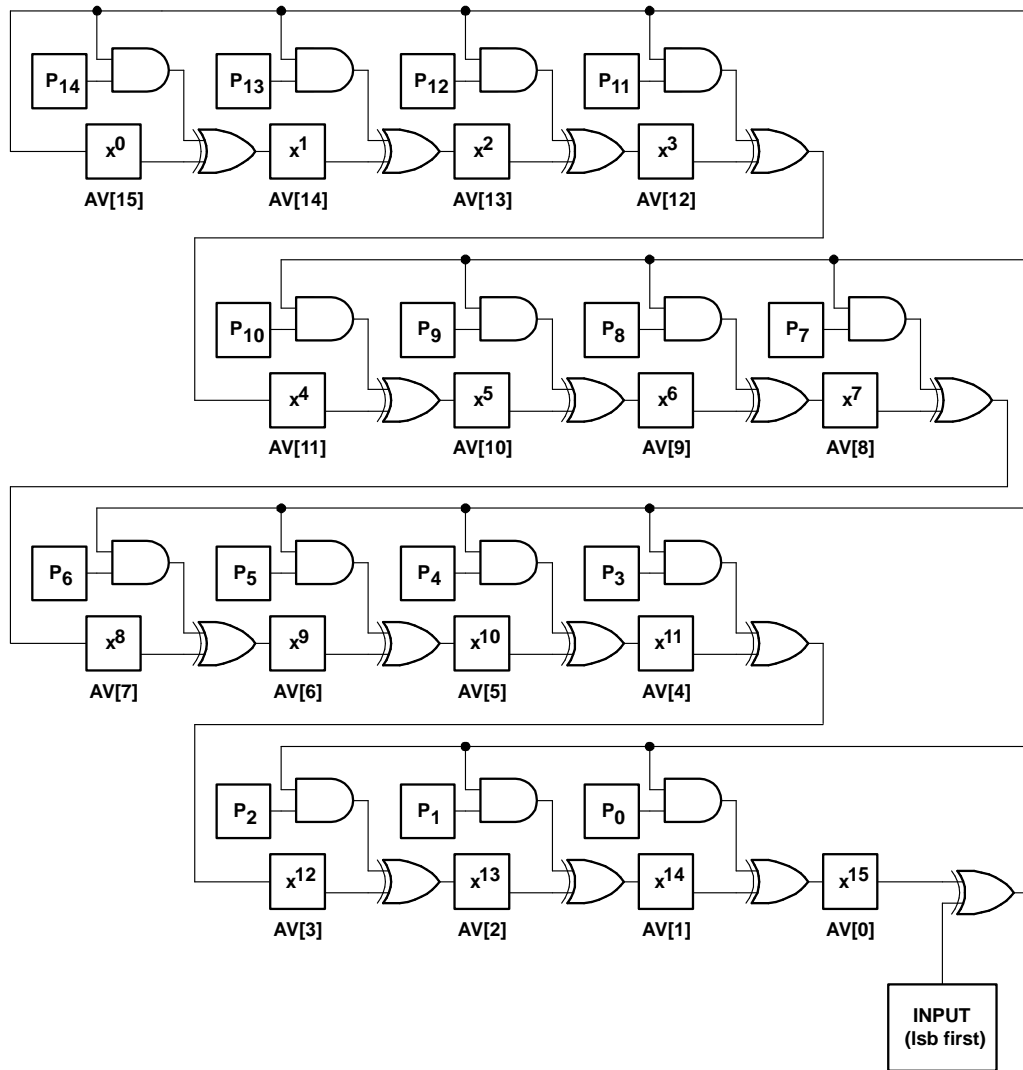 P14 P13 P12 P11
x0 x1 x2 x3
AV[15] AV[14] AV[13] AV[12]
P10 P9 P8 P7
x4 x5 x6 x7
AV[11] AV[10] AV[9] AV[8]
P6 P5 P4 P3
x8 x9 x10 x11
AV[7] AV[6] AV[5] AV[4]
P2 P1 P0
x12 x13 x14 x15
AV[3] AV[2] AV[1] AV[0]
INPUT
(lsb first)